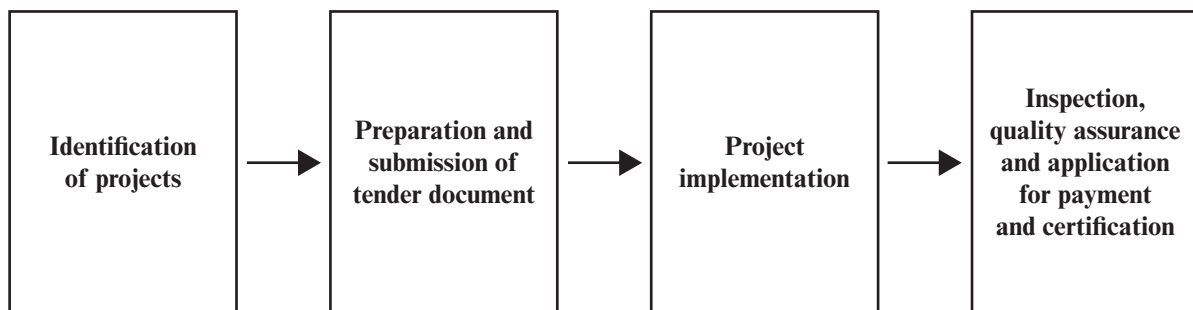 Identification
of projects
Preparation and
submission of
tender document
Project
implementation
Inspection,
quality assurance
and application
for payment
and certification